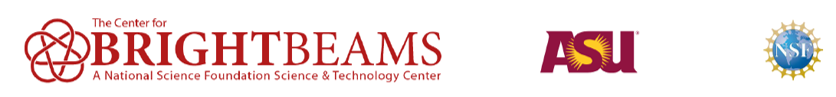 The Center for
BRIGHTBEAMS
A National Science Foundation Science & Technology Center
ASU
NSF